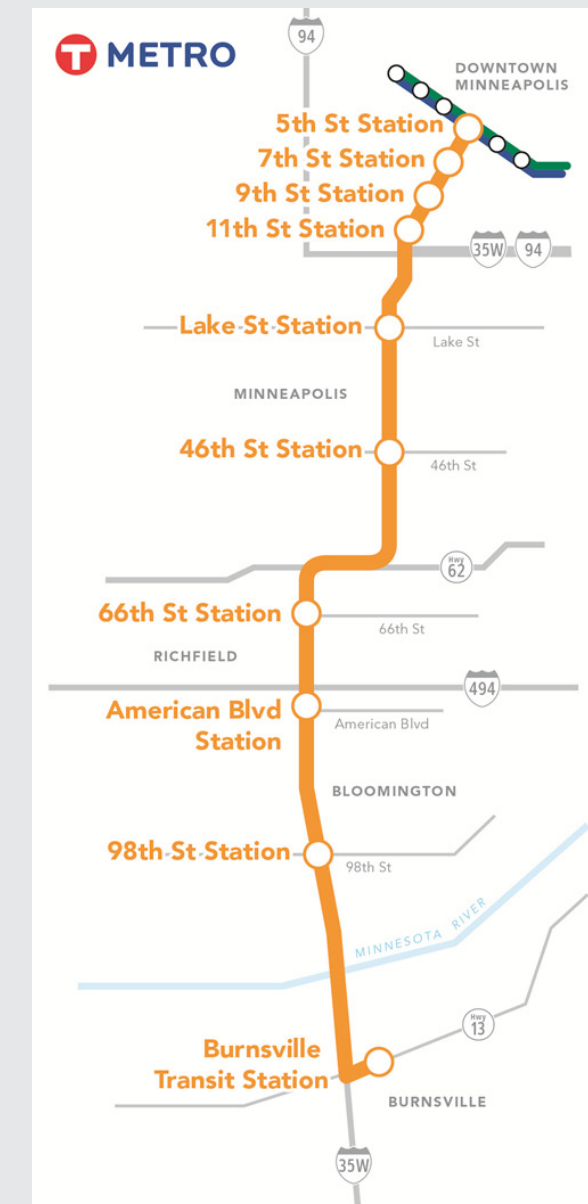 94
T METRO
DOWNTOWN
MINNEAPOLIS
5th St Station
7th St Station
9th St Station
11th St Station
35W
94
Lake St Station
Lake St
MINNEAPOLIS
46th St Station
46th St
Hwy
62
66th St Station
66th St
RICHFIELD
494
American Blvd
Station
American Blvd
BLOOMINGTON
98th St Station
98th St
MINNESOTA RIVER
Hwy
13
Burnsville
Transit Station
BURNSVILLE
35W